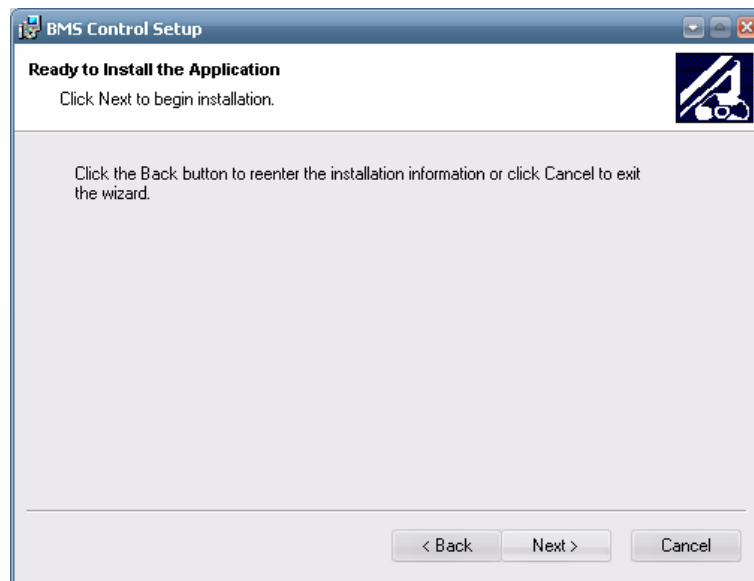 BMS Control Setup
Ready to Install the Application
Click Next to begin installation.
Click the Back button to reenter the installation information or click Cancel to exit
the wizard.
< Back Next > Cancel